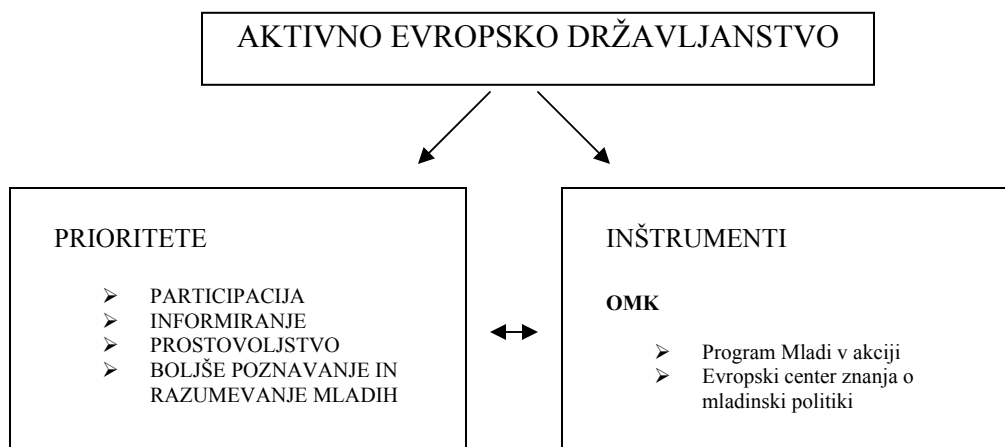 AKTIVNO EVROPSKO DRŽAVLJANSTVO
PRIORITETE
➢ PARTICIPACIJA
➢ INFORMIRANJE
➢ PROSTOVOLJSTVO
➢ BOLJŠE POZNAVANJE IN
RAZUMEVANJE MLADIH
INŠTRUMENTI
OMK
➢ Program Mladi v akciji
➢ Evropski center znanja o
mladinski politiki